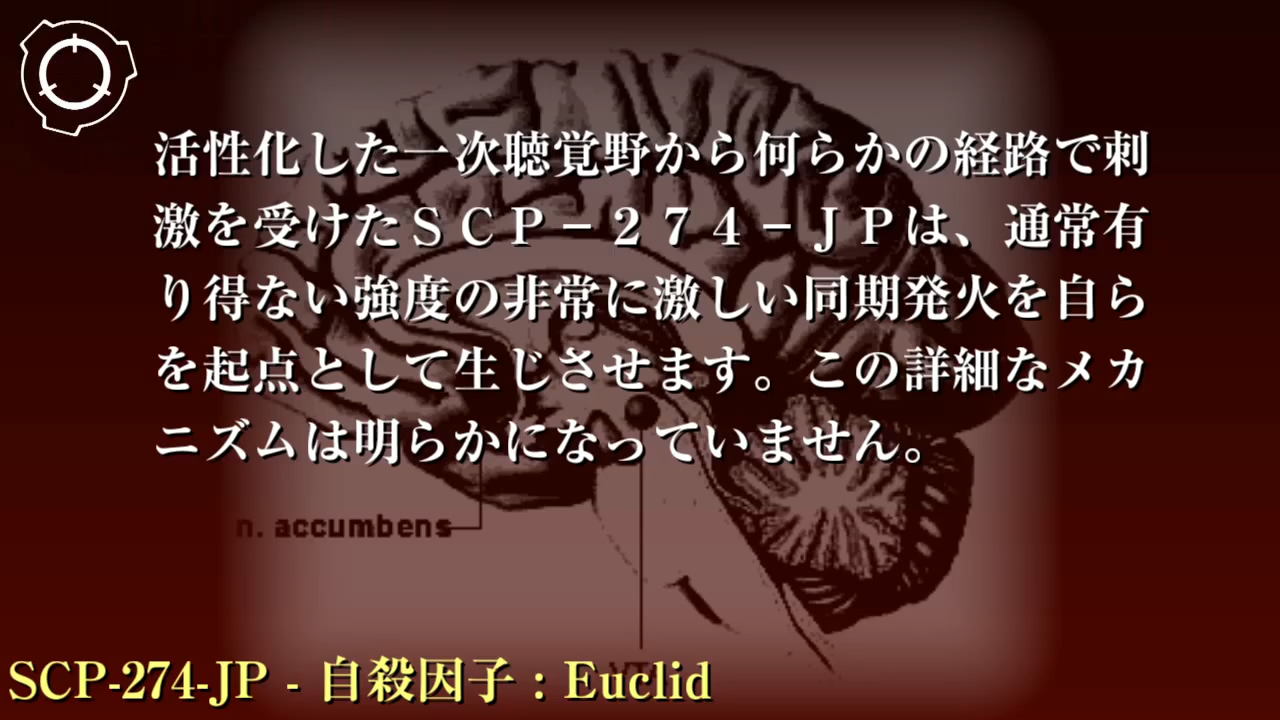 活性化した一次聴覚野から何らかの経路で刺
激を受けたＳＣＰ－２７４－ＪＰは、通常有
り得ない強度の非常に激しい同期発火を自ら
を起点として生じさせます。この詳細なメカ
ニズムは明らかになっていません。
n. accumbens
SCP-274-JP - 自殺因子 : Euclid